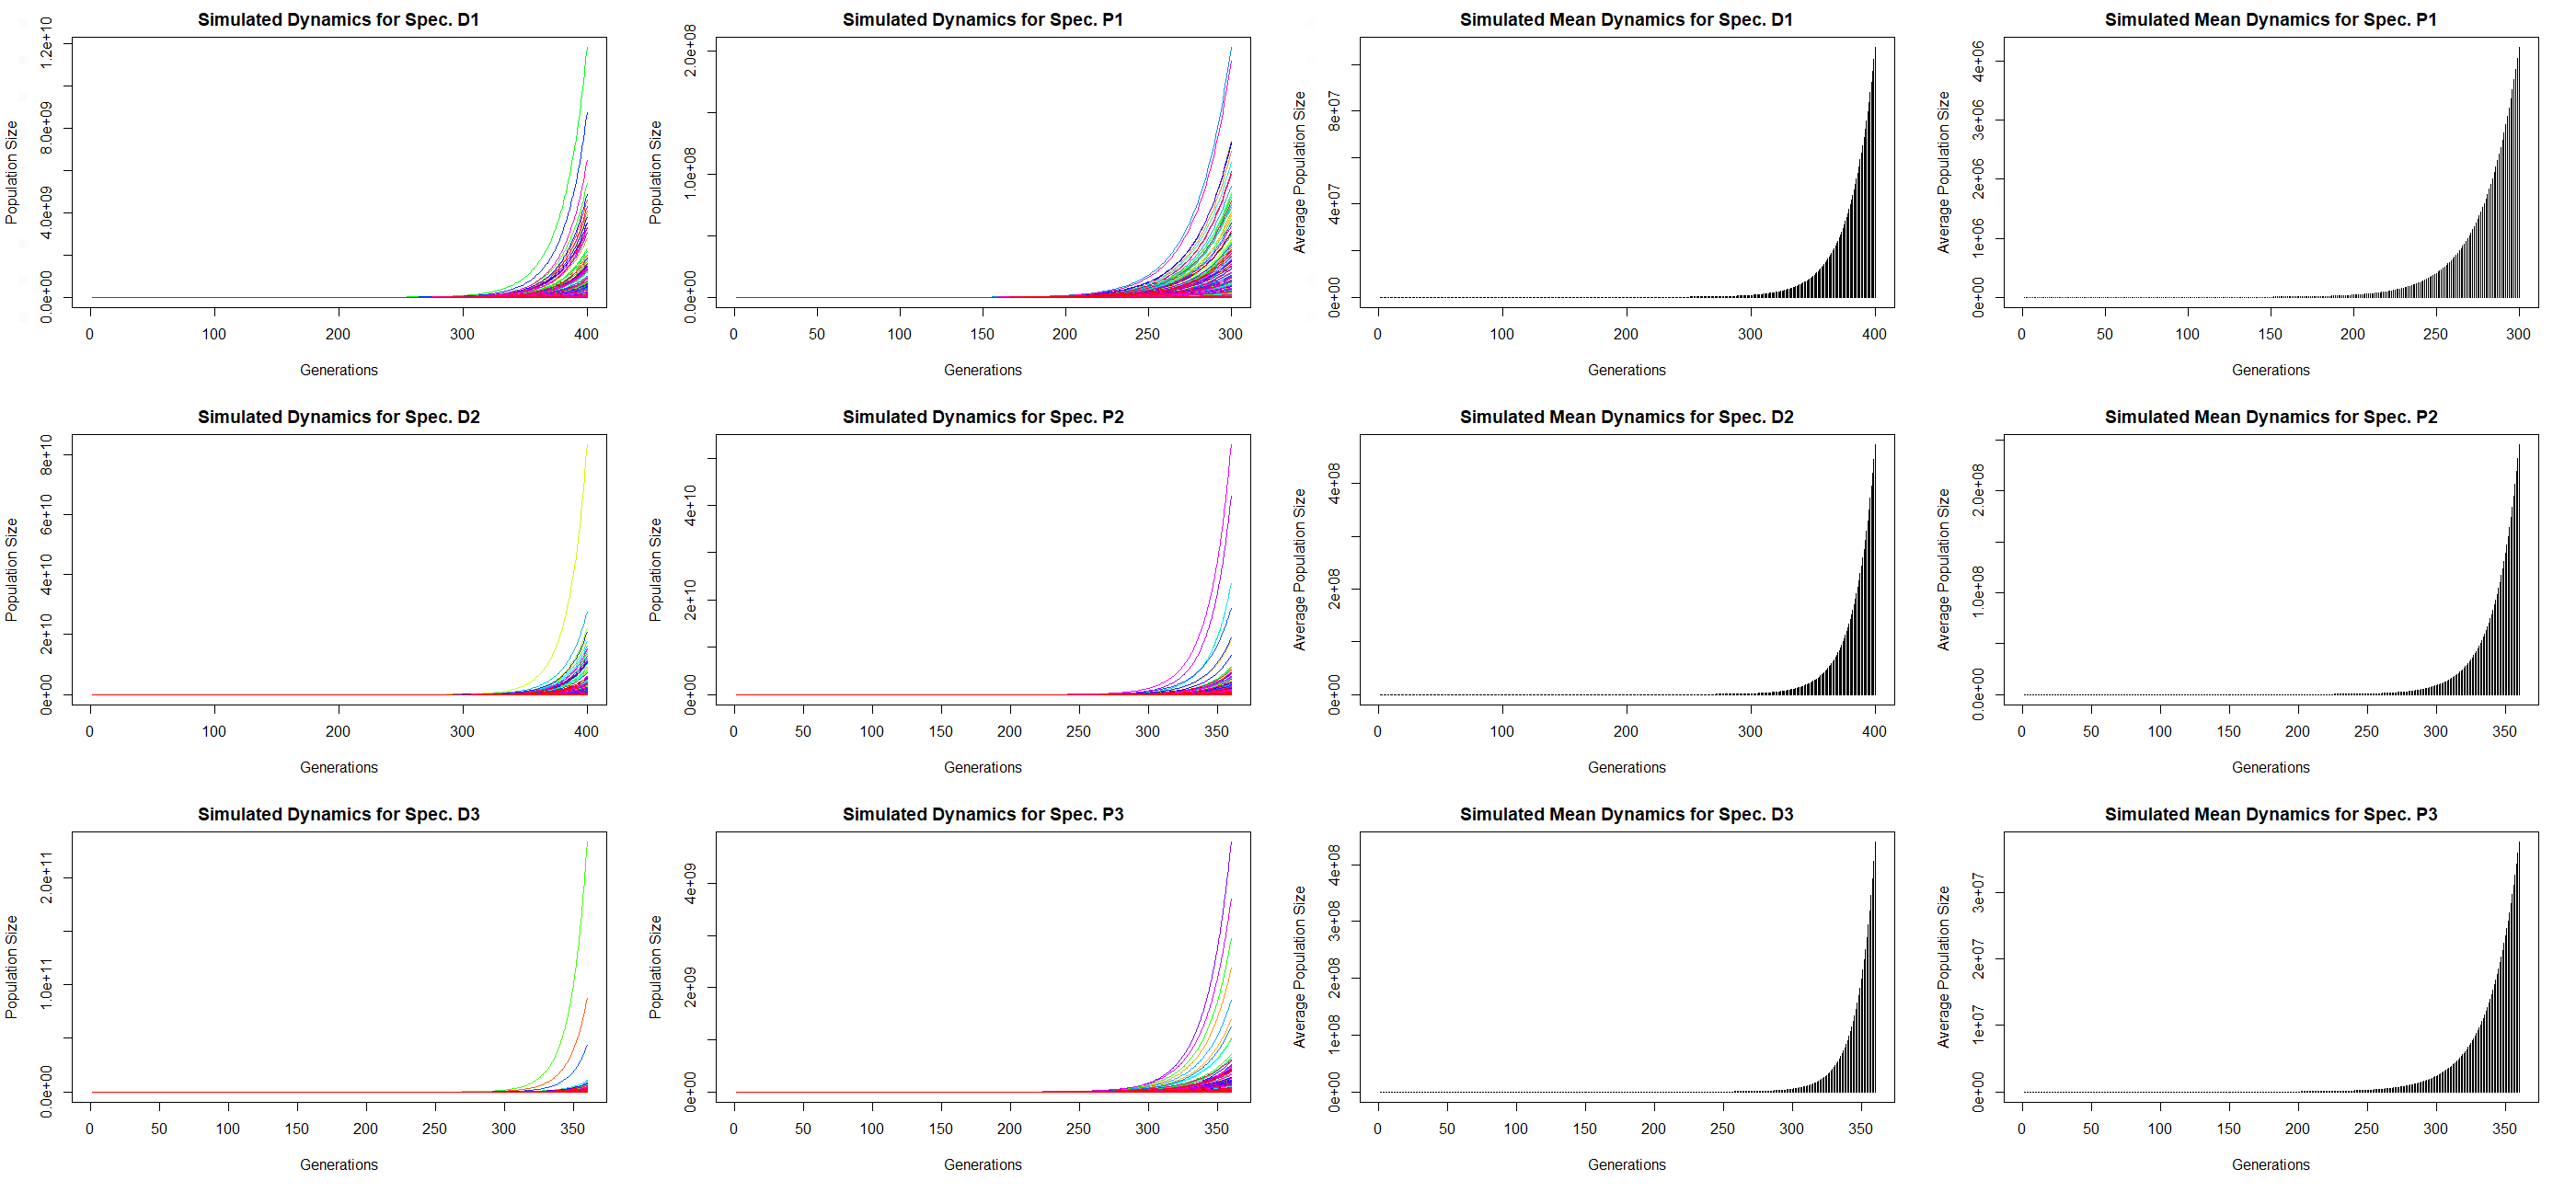 Simulated Dynamics for Spec. D1
Population Size
0.0e+00 4.0e+09 8.0e+09 1.2e+10
0 100 200 300 400
Generations
Simulated Dynamics for Spec. P1
Population Size
0.0e+00 1.0e+08 2.0e+08
0 50 100 150 200 250 300
Generations
Simulated Mean Dynamics for Spec. D1
Average Population Size
0e+00 4e+07 8e+07
0 100 200 300 400
Generations
Simulated Mean Dynamics for Spec. P1
Average Population Size
0e+00 1e+06 2e+06 3e+06 4e+06
0 50 100 150 200 250 300
Generations
Simulated Dynamics for Spec. D2
Population Size
0e+00 2e+10 4e+10 6e+10 8e+10
0 100 200 300 400
Generations
Simulated Dynamics for Spec. P2
Population Size
0e+00 2e+10 4e+10
0 50 100 150 200 250 300 350
Generations
Simulated Mean Dynamics for Spec. D2
Average Population Size
0e+00 2e+08 4e+08
0 100 200 300 400
Generations
Simulated Mean Dynamics for Spec. P2
Average Population Size
0.0e+00 1.0e+08 2.0e+08
0 50 100 150 200 250 300 350
Generations
Simulated Dynamics for Spec. D3
Population Size
0.0e+00 1.0e+11 2.0e+11
0 50 100 150 200 250 300 350
Generations
Simulated Dynamics for Spec. P3
Population Size
0e+00 2e+09 4e+09
0 50 100 150 200 250 300 350
Generations
Simulated Mean Dynamics for Spec. D3
Average Population Size
0e+00 1e+08 2e+08 3e+08 4e+08
0 50 100 150 200 250 300 350
Generations
Simulated Mean Dynamics for Spec. P3
Average Population Size
0e+00 1e+07 2e+07 3e+07
0 50 100 150 200 250 300 350
Generations